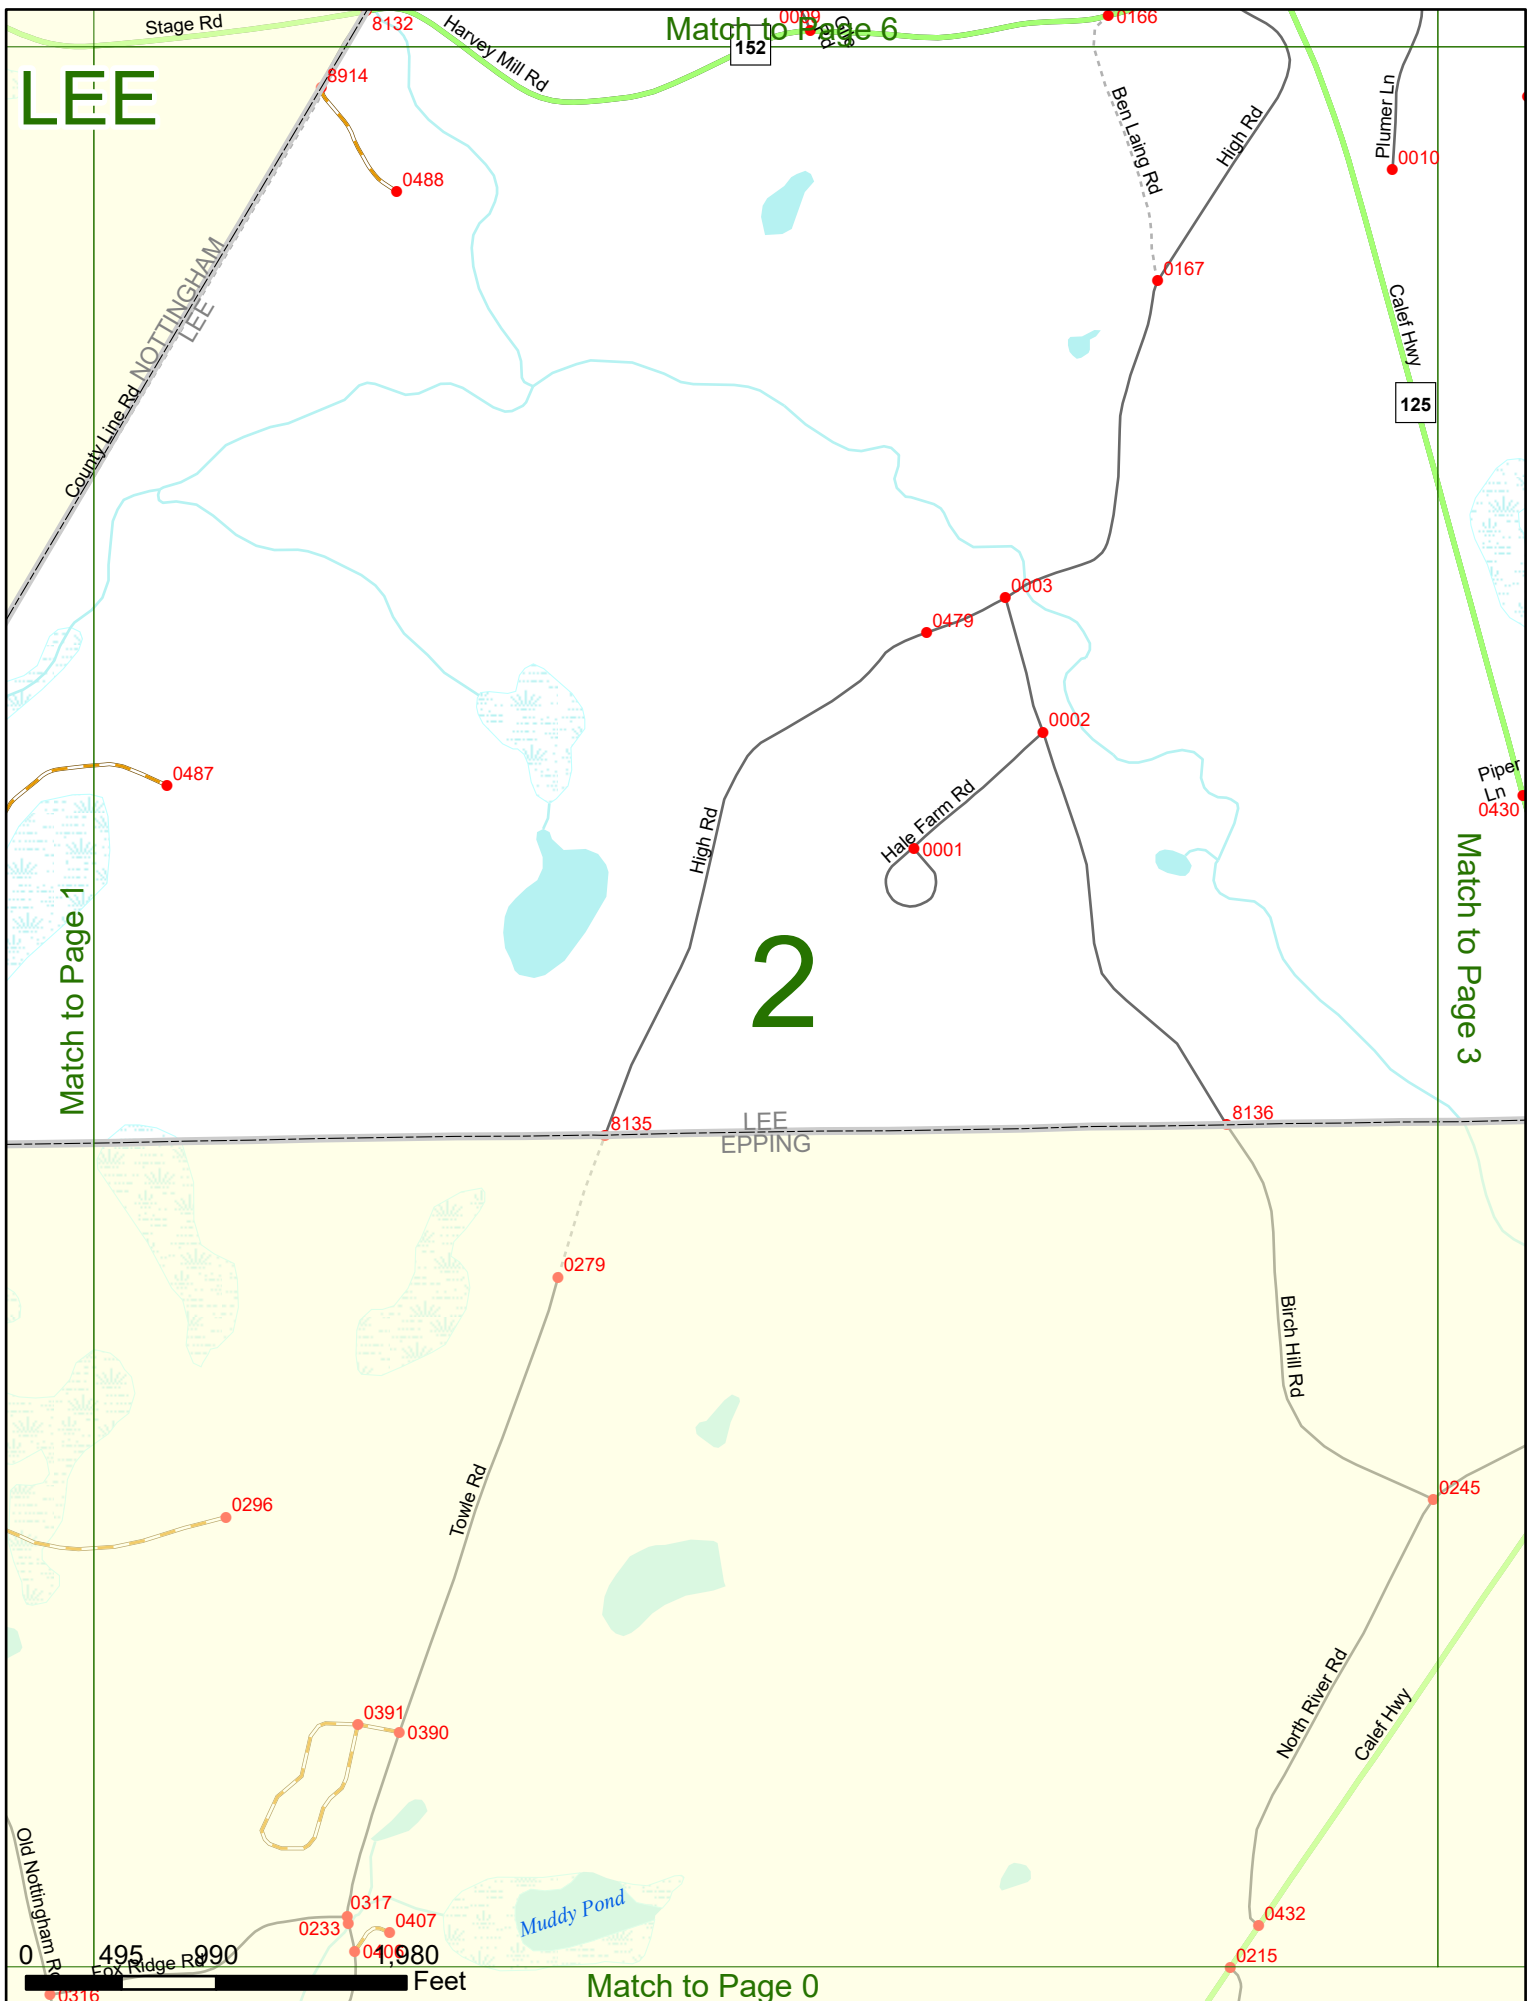 Stage Rd
8132
Harvey Mill Rd
0009
Match to Page 6
152
Rd
0166
LEE
8914
0488
Ben Laing Rd
High Rd
Plumer Ln
0010
0167
NOTTINGHAM
LEE
County Line Rd
Calef Hwy
125
0003
0479
0002
0487
Piper
Ln
0430
High Rd
Hale Farm Rd
0001
Match to Page 1
2
Match to Page 3
8135
LEE
EPPING
8136
0279
Birch Hill Rd
0245
0296
Towle Rd
0391
0390
North River Rd
Calef Hwy
Old Nottingham
0317
0233
0407
Muddy Pond
0432
0 495 990 1,980
Feet
Fox Ridge Rd
0215
0316
Match to Page 0